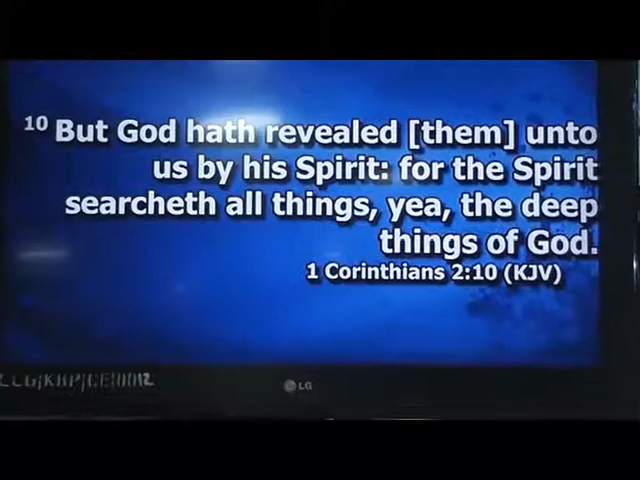 10 But God hath revealed [them] unto
us by his Spirit: for the Spirit
searcheth all things, yea, the deep
things of God.
1 Corinthians 2:10 (KJV)
LG